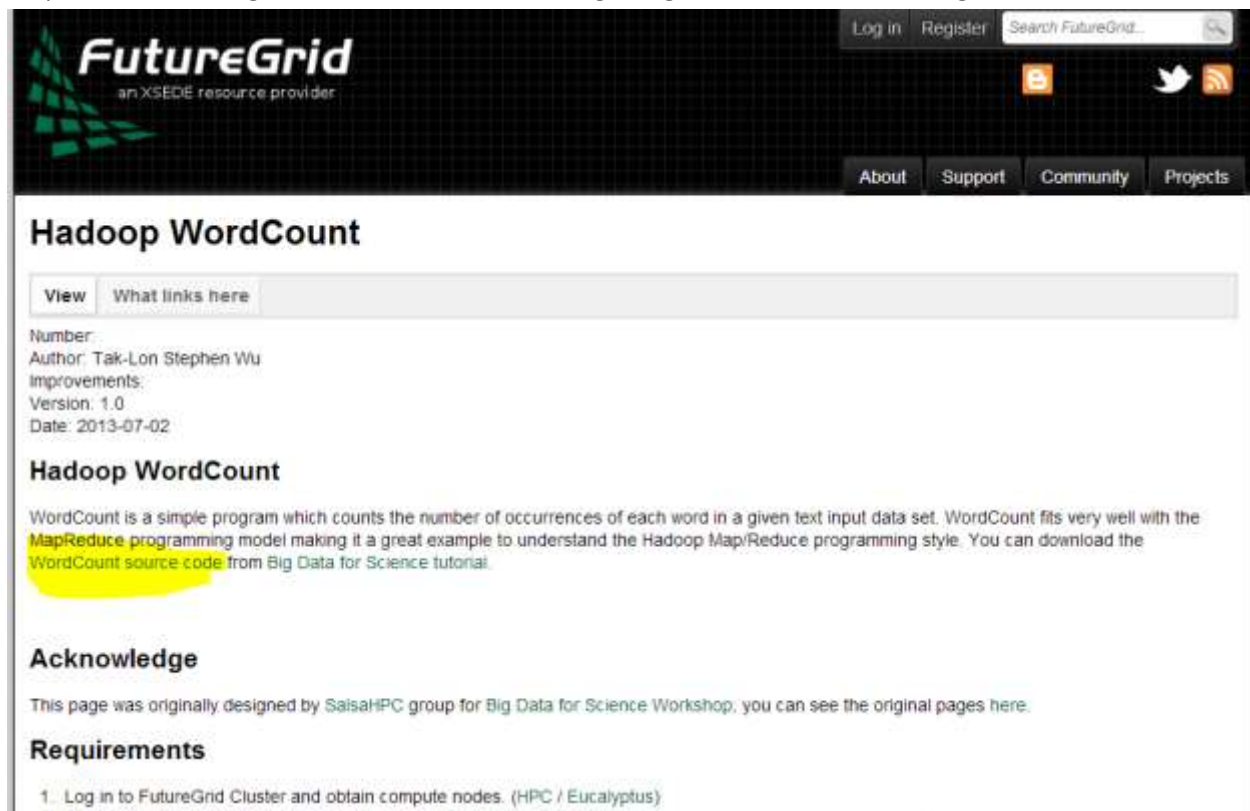 Log in Register Search FutureGrid...
FutureGrid
an XSEDE resource provider
About Support Community Projects
Hadoop WordCount
View What links here
Number:
Author: Tak-Lon Stephen Wu
Improvements:
Version: 1.0
Date: 2013-07-02
Hadoop WordCount
WordCount is a simple program which counts the number of occurrences of each word in a given text input data set. WordCount fits very well with the
MapReduce programming model making it a great example to understand the Hadoop Map/Reduce programming style. You can download the
WordCount source code from Big Data for Science tutorial.
Acknowledge
This page was originally designed by SalsaHPC group for Big Data for Science Workshop, you can see the original pages here.
Requirements
1. Log in to FutureGrid Cluster and obtain compute nodes. (HPC / Eucalyptus)